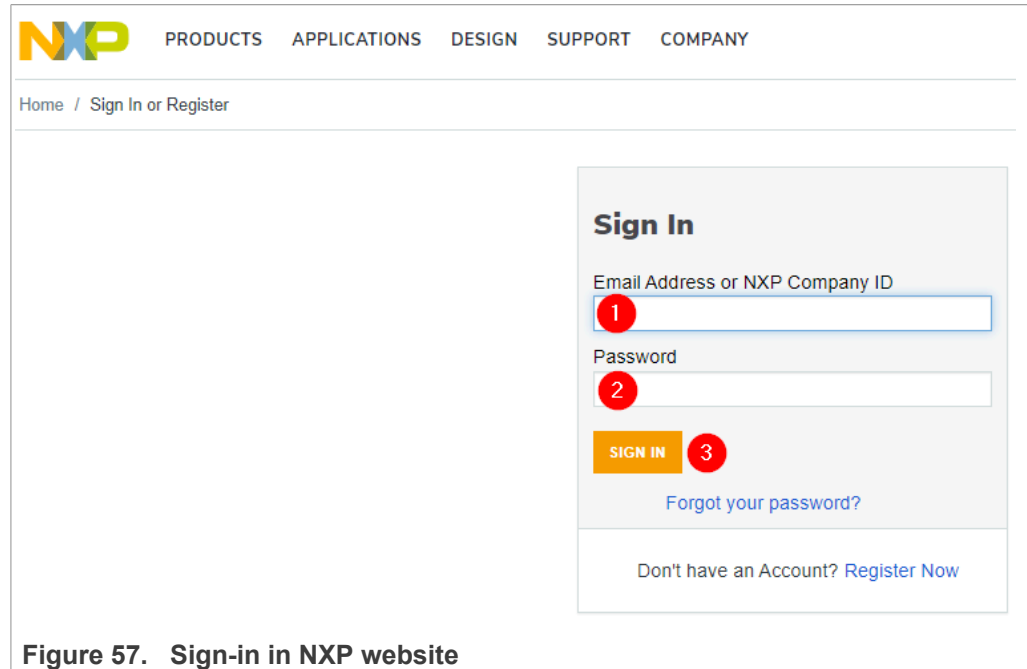 NXP PRODUCTS APPLICATIONS DESIGN SUPPORT COMPANY
Home / Sign In or Register
Sign In
Email Address or NXP Company ID
1
Password
2
SIGN IN 3
Forgot your password?
Don't have an Account? Register Now
Figure 57. Sign-in in NXP website